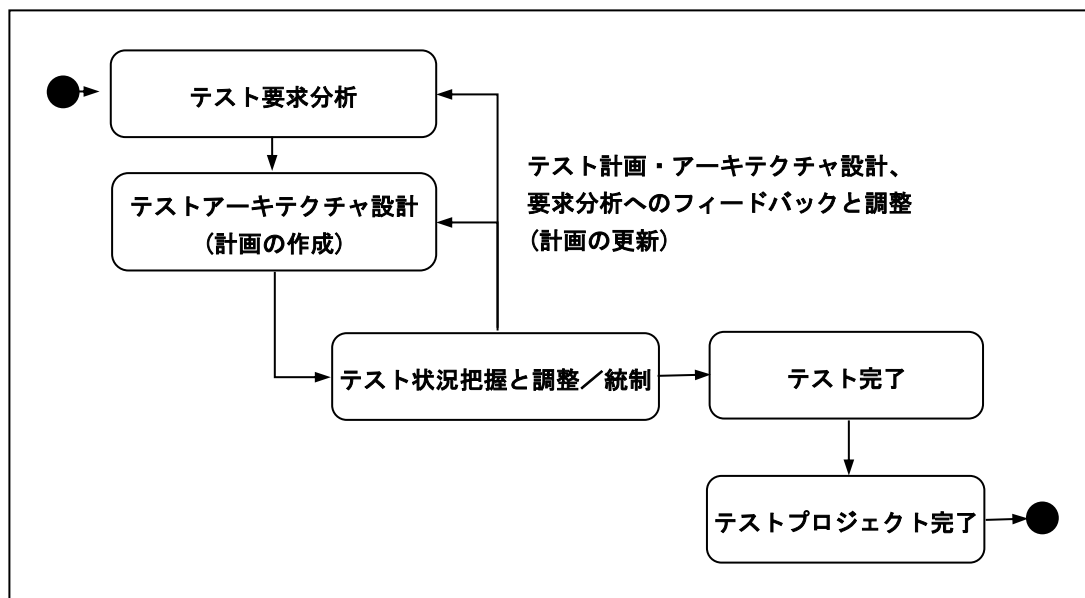 テスト要求分析
テストアーキテクチャ設計
（計画の作成）
テスト計画・アーキテクチャ設計、
要求分析へのフィードバックと調整
（計画の更新）
テスト状況把握と調整／統制
テスト完了
テストプロジェクト完了